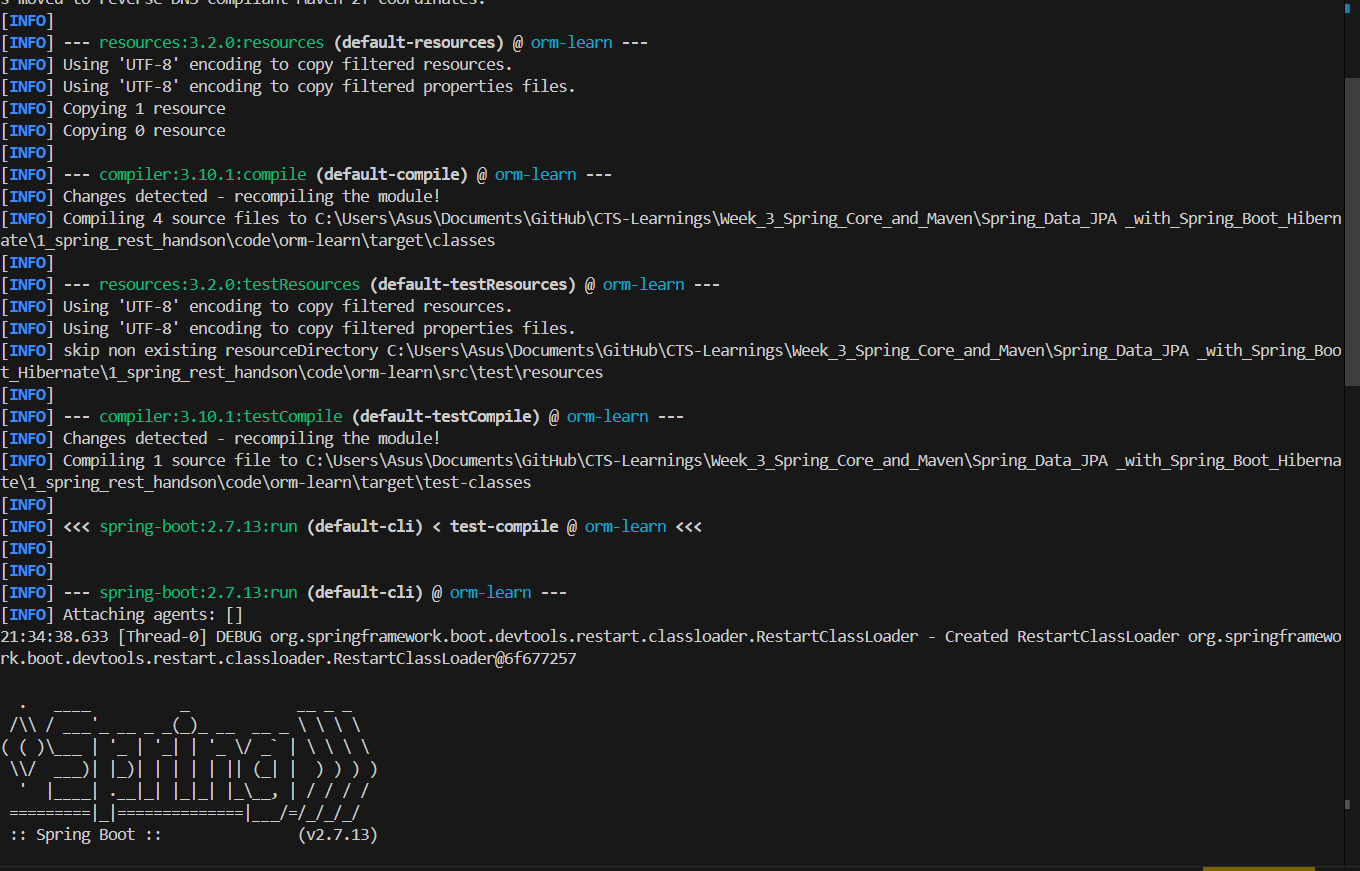 s moved to reverse DNS compliant Maven 2+ coordinates.
[INFO]
[INFO] --- resources:3.2.0:resources (default-resources) @ orm-learn ---
[INFO] Using 'UTF-8' encoding to copy filtered resources.
[INFO] Using 'UTF-8' encoding to copy filtered properties files.
[INFO] Copying 1 resource
[INFO] Copying 0 resource
[INFO]
[INFO] --- compiler:3.10.1:compile (default-compile) @ orm-learn ---
[INFO] Changes detected - recompiling the module!
[INFO] Compiling 4 source files to C:\Users\Asus\Documents\GitHub\CTS-Learnings\Week_3_Spring_Core_and_Maven\Spring_Data_JPA _with_Spring_Boot_Hibern
ate\1_spring_rest_handson\code\orm-learn\target\classes
[INFO]
[INFO] --- resources:3.2.0:testResources (default-testResources) @ orm-learn ---
[INFO] Using 'UTF-8' encoding to copy filtered resources.
[INFO] Using 'UTF-8' encoding to copy filtered properties files.
[INFO] skip non existing resourceDirectory C:\Users\Asus\Documents\GitHub\CTS-Learnings\Week_3_Spring_Core_and_Maven\Spring_Data_JPA _with_Spring_Boo
t_Hibernate\1_spring_rest_handson\code\orm-learn\src\test\resources
[INFO]
[INFO] --- compiler:3.10.1:testCompile (default-testCompile) @ orm-learn ---
[INFO] Changes detected - recompiling the module!
[INFO] Compiling 1 source file to C:\Users\Asus\Documents\GitHub\CTS-Learnings\Week_3_Spring_Core_and_Maven\Spring_Data_JPA _with_Spring_Boot_Hiberna
te\1_spring_rest_handson\code\orm-learn\target\test-classes
[INFO]
[INFO] <<< spring-boot:2.7.13:run (default-cli) < test-compile @ orm-learn <<<
[INFO]
[INFO]
[INFO] --- spring-boot:2.7.13:run (default-cli) @ orm-learn ---
[INFO] Attaching agents: []
21:34:38.633 [Thread-0] DEBUG org.springframework.boot.devtools.restart.classloader.RestartClassLoader - Created RestartClassLoader org.springframewo
rk.boot.devtools.restart.classloader.RestartClassLoader@6f677257

  .   ____          _            __ _ _
 /\\ / ___'_ __ _ _(_)_ __  __ _ \ \ \ \
( ( )\___ | '_ | '_| | '_ \/ _` | \ \ \ \
 \\/  ___)| |_)| | | | | || (_| |  ) ) ) )
  '  |____| .__|_| |_|_| |_\__, | / / / /
 =========|_|==============|___/=/_/_/_/
 :: Spring Boot ::               (v2.7.13)